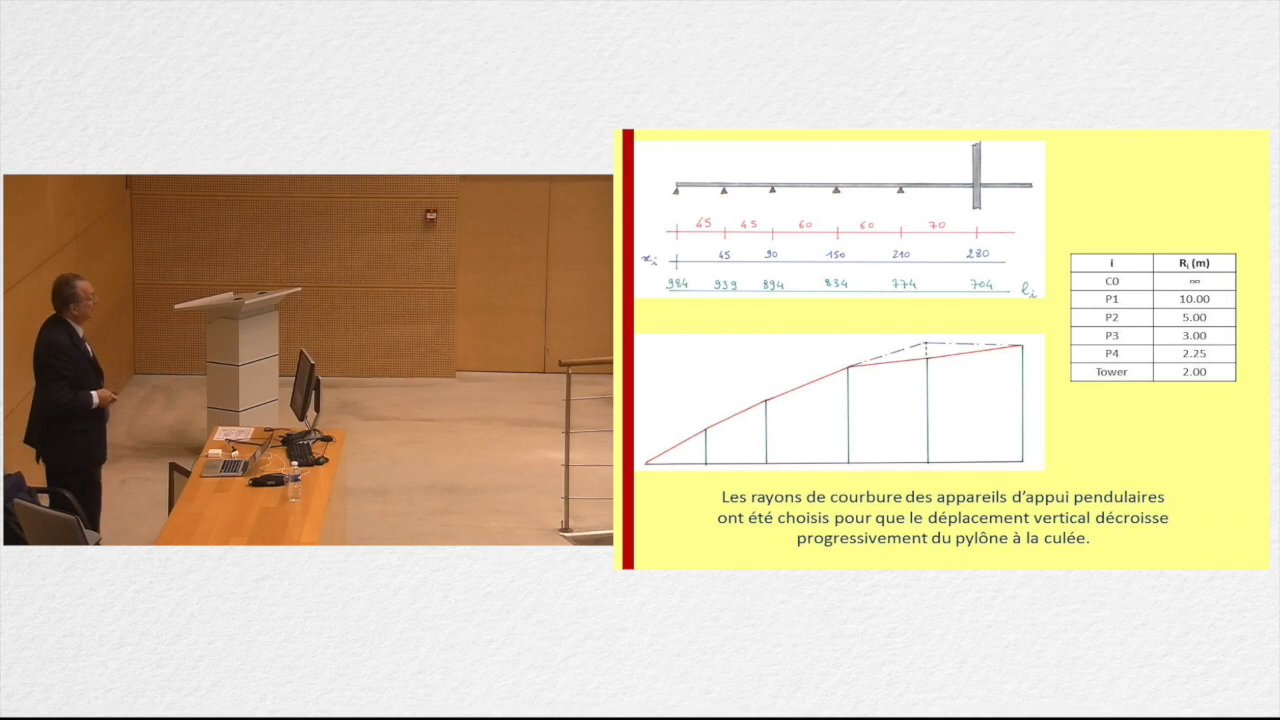 45 45 60 60 70
xi 45 90 150 210 280
984 939 894 834 774 704 li
i Ri (m)
C0 ∞
P1 10.00
P2 5.00
P3 3.00
P4 2.25
Tower 2.00
Les rayons de courbure des appareils d'appui pendulaires
ont été choisis pour que le déplacement vertical décroisse
progressivement du pylône à la culée.